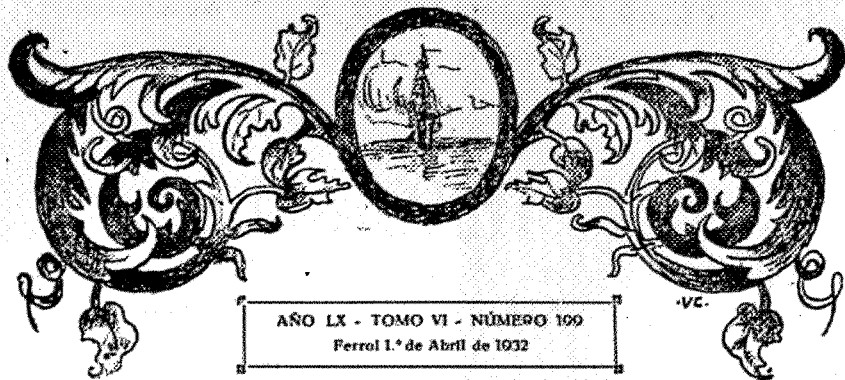 AÑO LX - TOMO VI - NÚMERO 199
Ferrol 1.º de Abril de 1932
·VC.